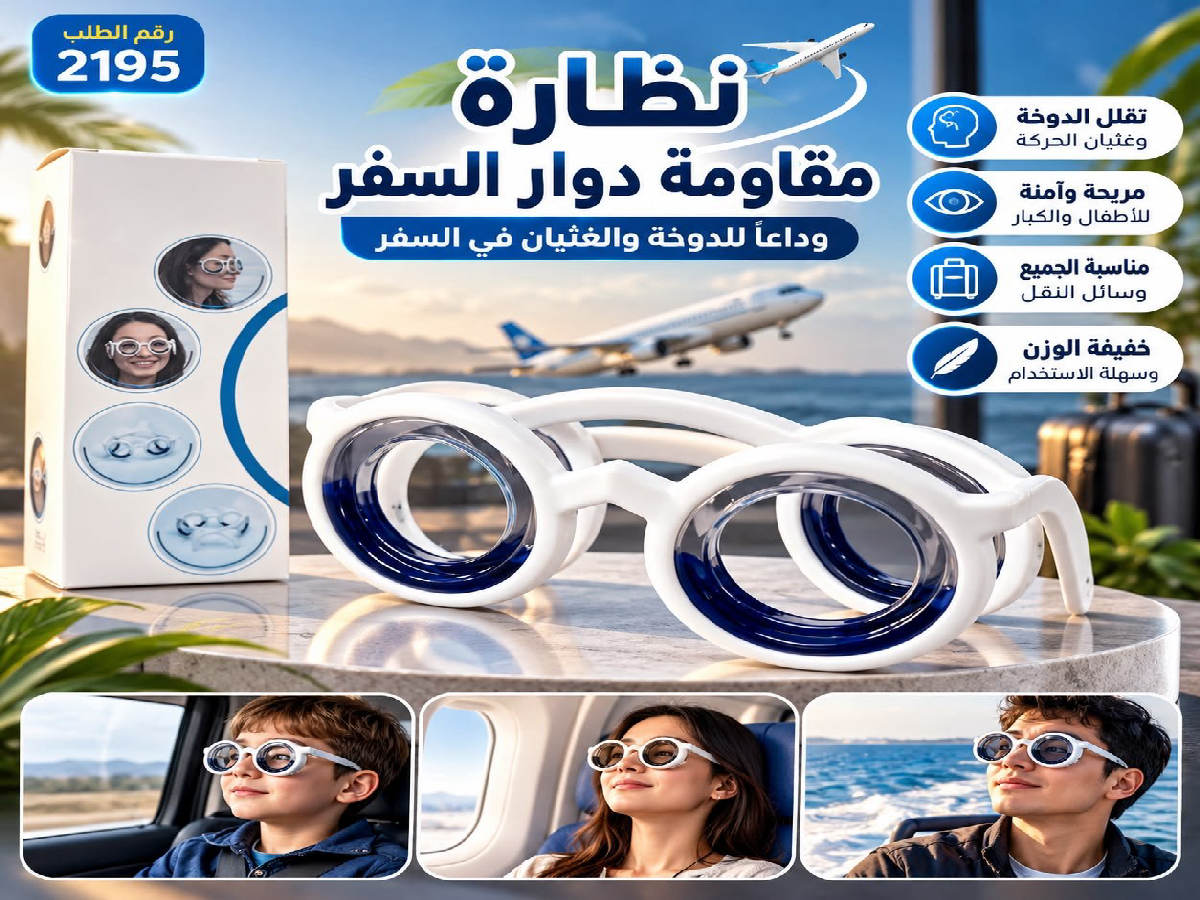 رقم الطلب
2195
نظارة
مقاومة دوار السفر
وداعاً للدوخة والغثيان في السفر
تقلل الدوخة
وغثيان الحركة
مريحة وآمنة
للأطفال والكبار
مناسبة الجميع
وسائل النقل
خفيفة الوزن
وسهلة الاستخدام